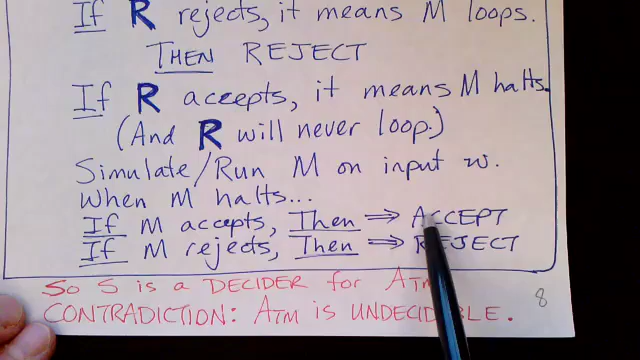 If R rejects, it means M loops.
THEN REJECT
If R accepts, it means M halts.
(And R will never loop.)
Simulate/Run M on input w.
When M halts...
If M accepts, Then ⇒ ACCEPT
If M rejects, Then ⇒ REJECT
SO S is a DECIDER for ATM
CONTRADICTION: ATM is UNDECIDABLE.
8